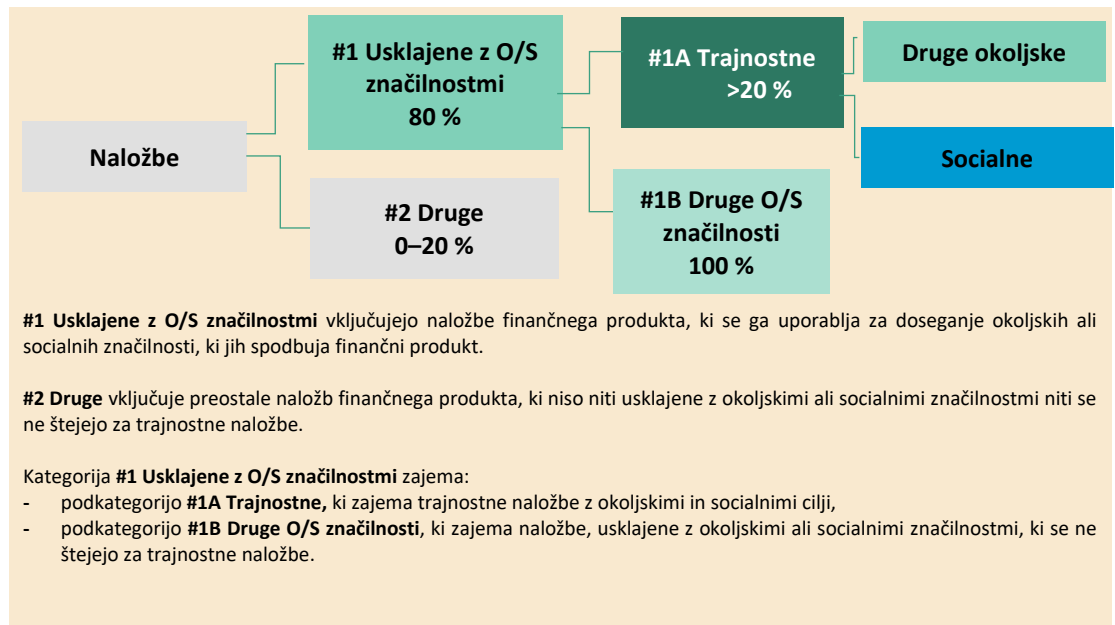 #1 Usklajene z O/S
značilnostmi
80 %
#1A Trajnostne
>20 %
Druge okoljske
Naložbe
Socialne
#2 Druge
0–20 %
#1B Druge O/S
značilnosti
100 %
#1 Usklajene z O/S značilnostmi vključujejo naložbe finančnega produkta, ki se ga uporablja za doseganje okoljskih ali
socialnih značilnosti, ki jih spodbuja finančni produkt.
#2 Druge vključuje preostale naložb finančnega produkta, ki niso niti usklajene z okoljskimi ali socialnimi značilnostmi niti se
ne štejejo za trajnostne naložbe.
Kategorija #1 Usklajene z O/S značilnostmi zajema:
- podkategorijo #1A Trajnostne, ki zajema trajnostne naložbe z okoljskimi in socialnimi cilji,
- podkategorijo #1B Druge O/S značilnosti, ki zajema naložbe, usklajene z okoljskimi ali socialnimi značilnostmi, ki se ne
štejejo za trajnostne naložbe.